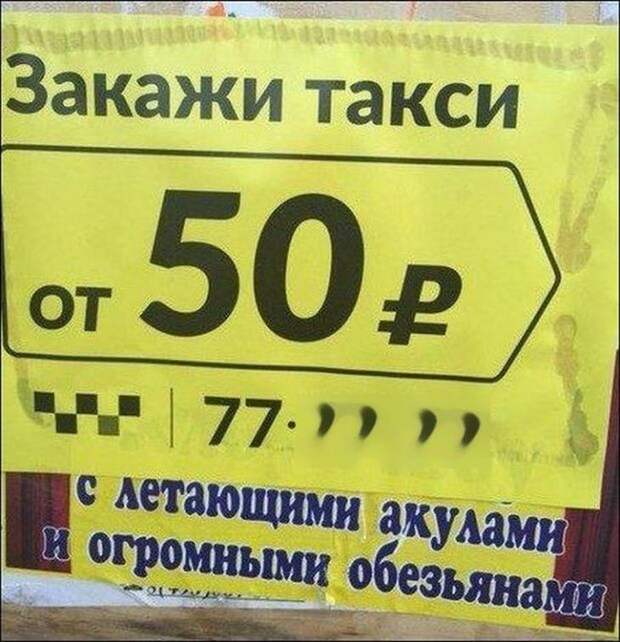 Закажи такси
от 50 ₽
77·
с летающими акулами
и огромными обезьянами